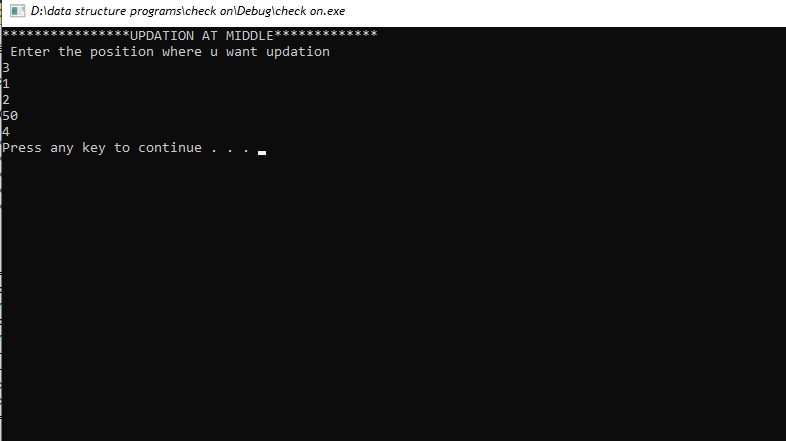 D:\data structure programs\check on\Debug\check on.exe
****************UPDATION AT MIDDLE*************
Enter the position where u want updation
3
1
2
50
4
Press any key to continue . . .